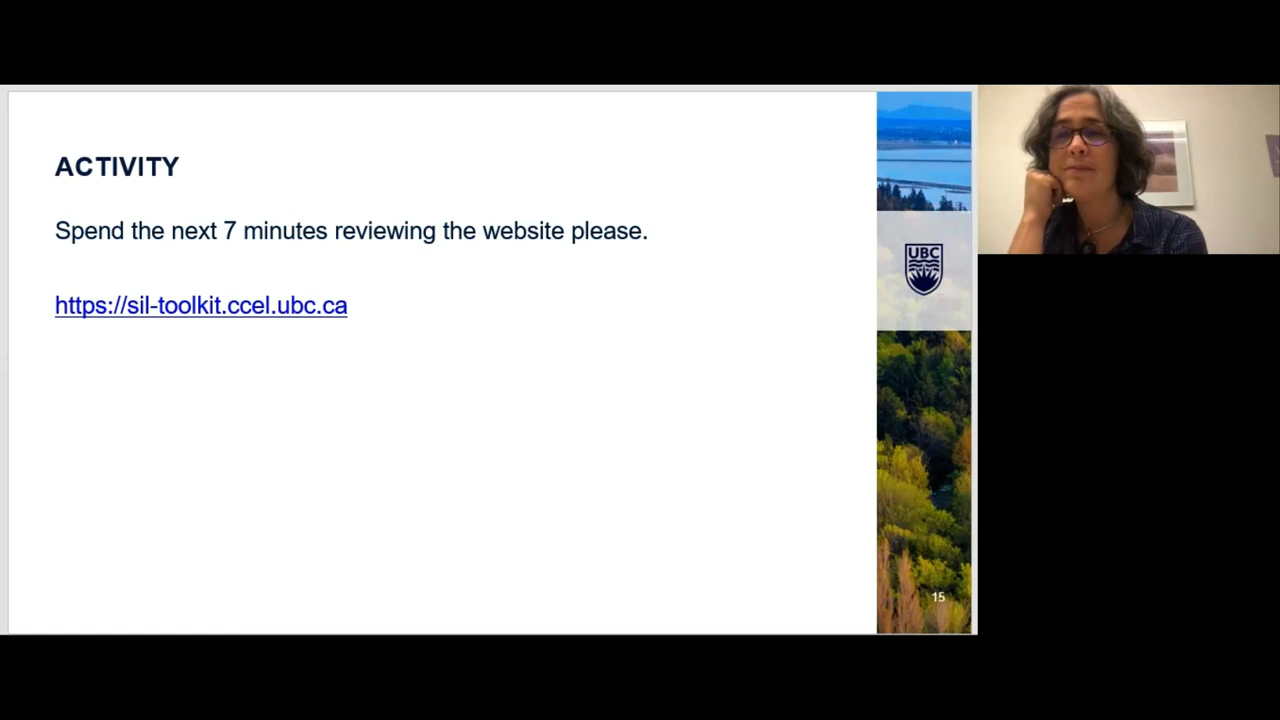 ACTIVITY
Spend the next 7 minutes reviewing the website please.
https://sil-toolkit.ccel.ubc.ca
UBC
15